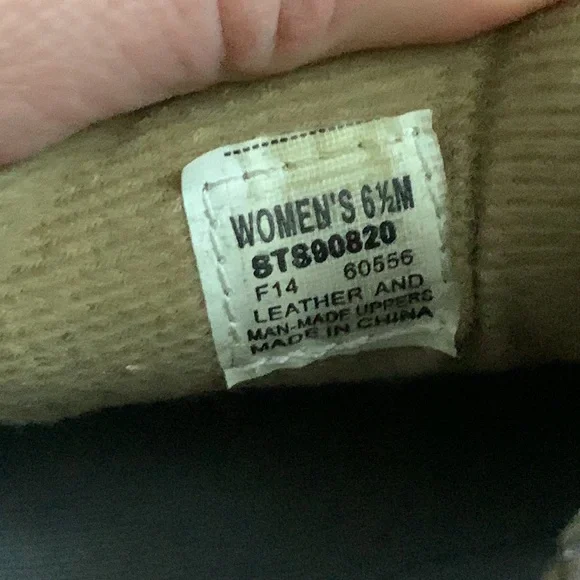 WOMEN'S 6½M
STS90820
F14 60556
LEATHER AND
MAN-MADE UPPERS
MADE IN CHINA